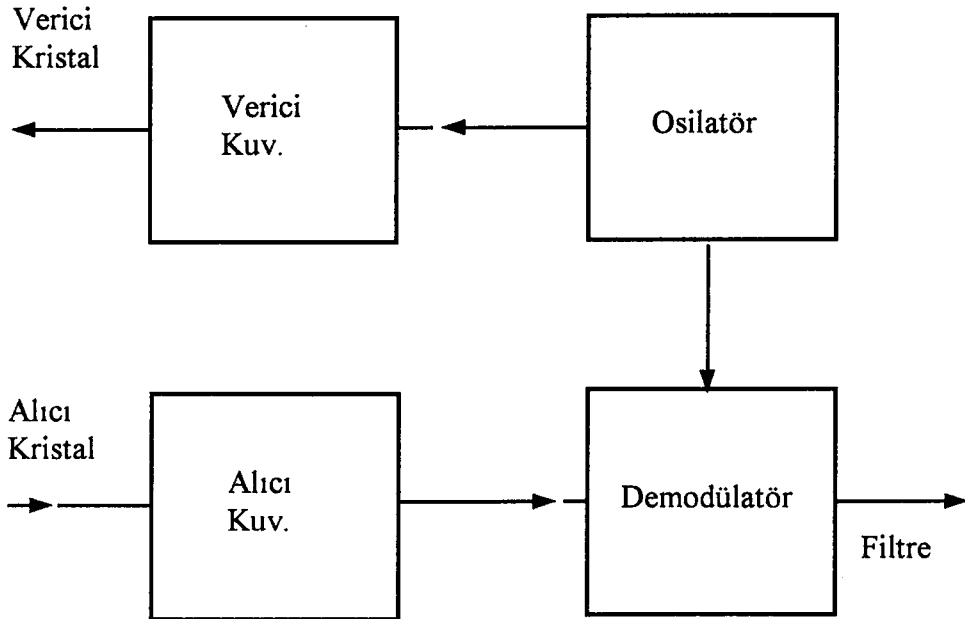 Verici
Kristal
Verici
Kuv.
Osilatör
Alıcı
Kristal
Alıcı
Kuv.
Demodülatör
Filtre